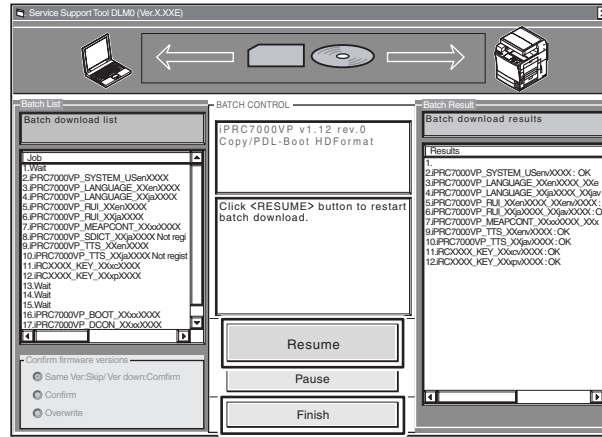 Service Support Tool DLM0 (Ver.X.XXE)
Batch List
Batch download list
Job
1.Wait
2.iPRC7000VP_SYSTEM_USenXXXX
3.iPRC7000VP_LANGUAGE_XXenXXXX
4.iPRC7000VP_LANGUAGE_XXjaXXXX
5.iPRC7000VP_RUI_XXenXXXX
6.iPRC7000VP_RUI_XXjaXXXX
7.iPRC7000VP_MEAPCONT_XXxxXXXX
8.iPRC7000VP_SDICT_XXjaXXXX Not regi
9.iPRC7000VP_TTS_XXenXXXX
10.iPRC7000VP_TTS_XXjaXXXX Not regist
11.iRCXXXX_KEY_XXxcXXXX
12.iRCXXXX_KEY_XXxpXXXX
13.Wait
14.Wait
15.Wait
16.iPRC7000VP_BOOT_XXxxXXXX
17.iPRC7000VP_DCON_XXxxXXXX
Confirm firmware versions
Same Ver:Skip/ Ver down:Comfirm
Confirm
Overwrite
BATCH CONTROL
iPRC7000VP v1.12 rev.0
Copy/PDL-Boot HDFormat
Click <RESUME> button to restart
batch download.
Resume
Pause
Finish
Batch Result
Batch download results
Results
1.
2.iPRC7000VP_SYSTEM_USenvXXXX : OK
3.iPRC7000VP_LANGUAGE_XXenXXXX_XXe
4.iPRC7000VP_LANGUAGE_XXjaXXXX_XXjav
5.iPRC7000VP_RUI_XXenXXXX_XXenvXXXX :
6.iPRC7000VP_RUI_XXjaXXXX_XXjavXXXX : O
7.iPRC7000VP_MEAPCONT_XXxxXXXX_XXx
9.iPRC7000VP_TTS_XXenvXXXX : OK
10.iPRC7000VP_TTS_XXjavXXXX : OK
11.iRCXXXX_KEY_XXxcvXXXX : OK
12.iRCXXXX_KEY_XXxpvXXXX : OK